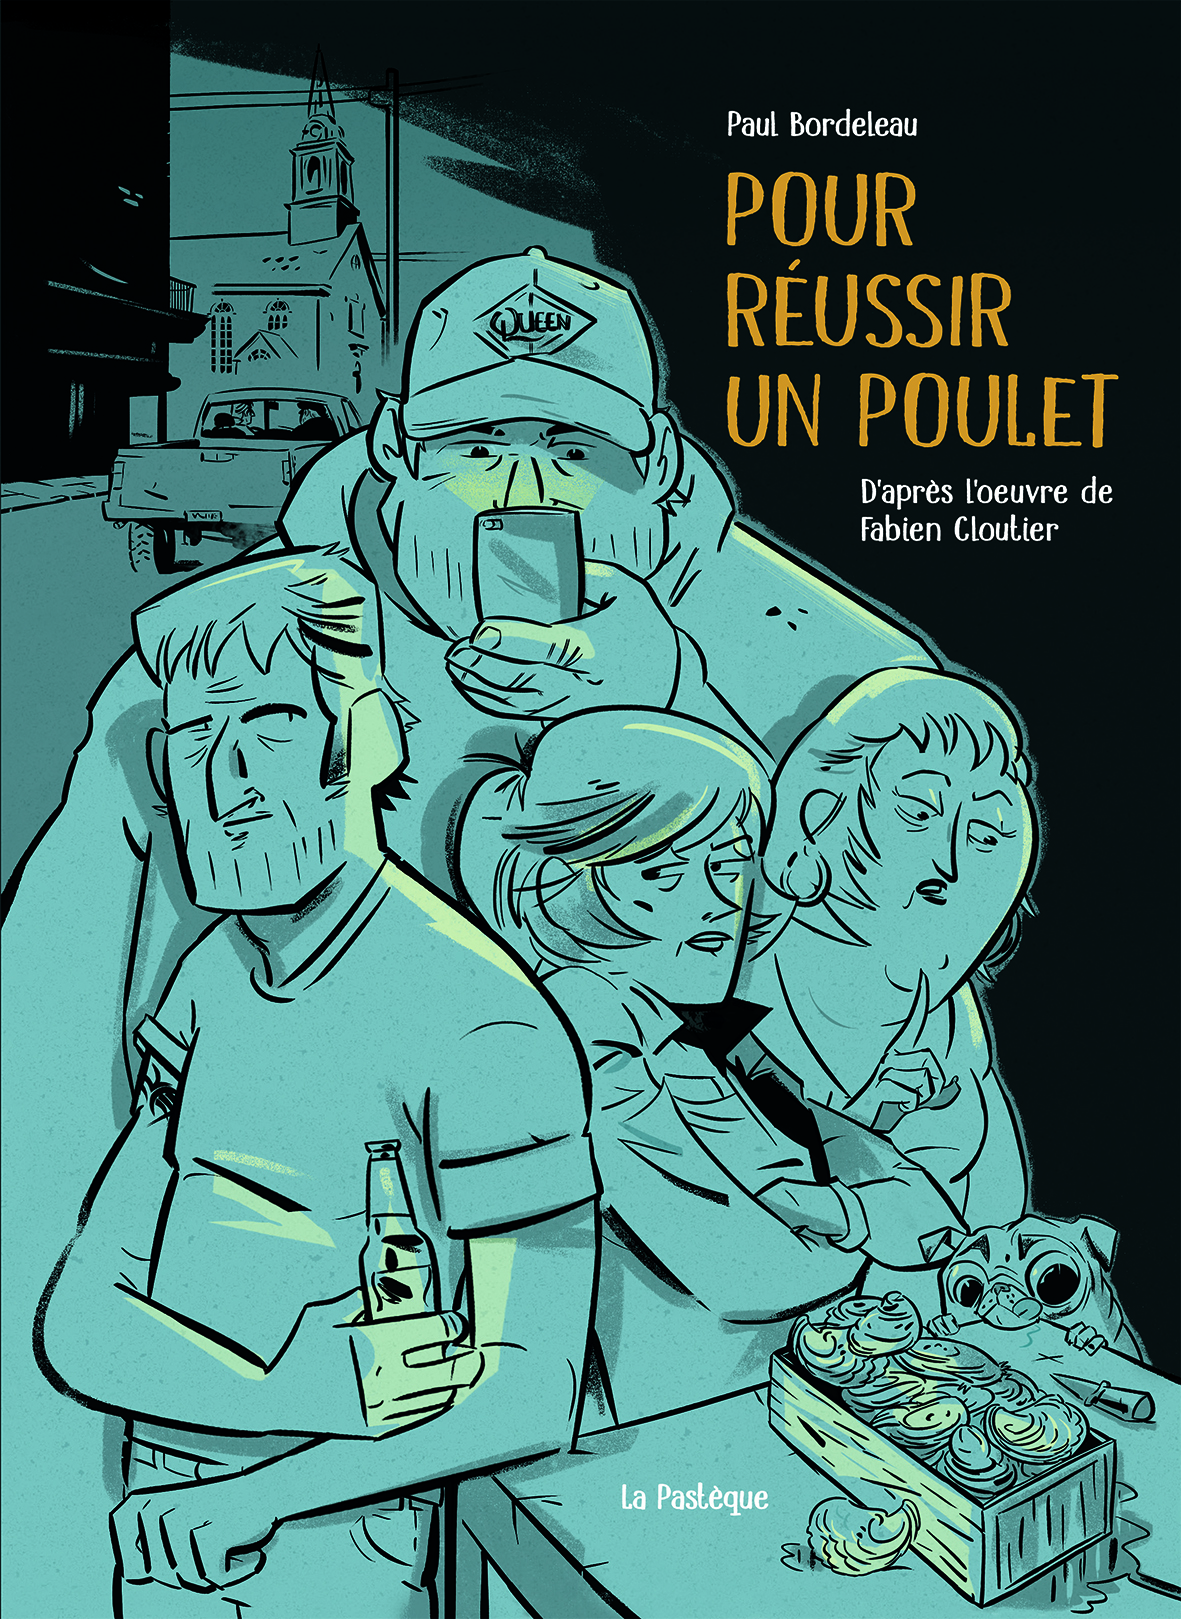 Paul Bordeleau
POUR
RÉUSSIR
UN POULET
D'après l'oeuvre de
Fabien Cloutier
QUEEN
La Pastèque